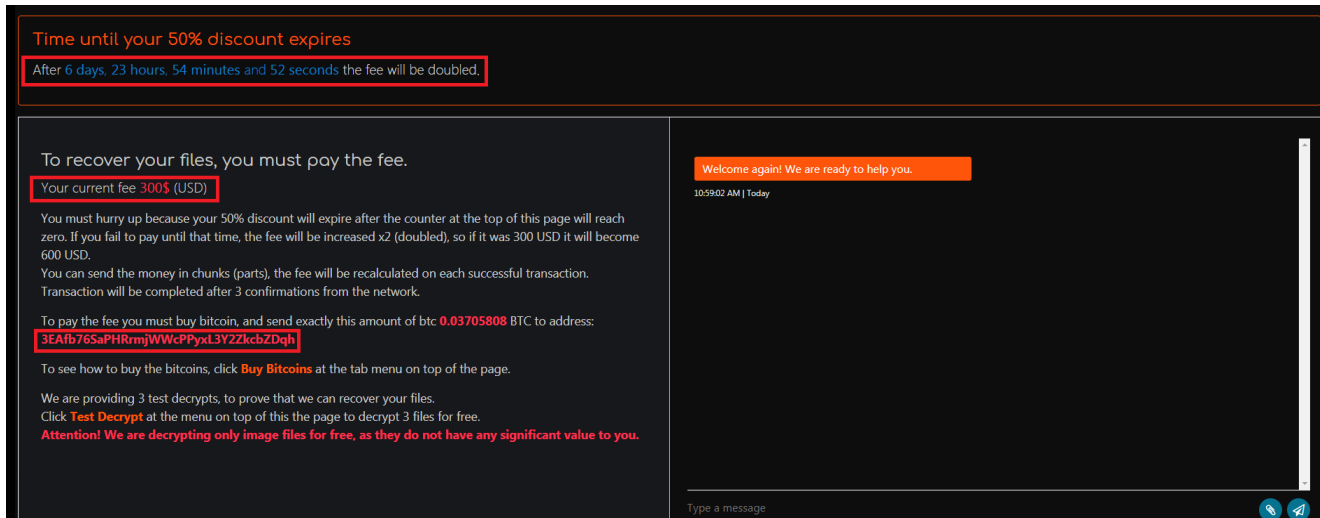 Time until your 50% discount expires
After 6 days, 23 hours, 54 minutes and 52 seconds the fee will be doubled.
To recover your files, you must pay the fee.
Your current fee 300$ (USD)
You must hurry up because your 50% discount will expire after the counter at the top of this page will reach
zero. If you fail to pay until that time, the fee will be increased x2 (doubled), so if it was 300 USD it will become
600 USD.
You can send the money in chunks (parts), the fee will be recalculated on each successful transaction.
Transaction will be completed after 3 confirmations from the network.
To pay the fee you must buy bitcoin, and send exactly this amount of btc 0.03705808 BTC to address:
3EAfb76SaPHRrmjWWcPPyxL3Y2ZkcbZDqh
To see how to buy the bitcoins, click Buy Bitcoins at the tab menu on top of the page.
We are providing 3 test decrypts, to prove that we can recover your files.
Click Test Decrypt at the menu on top of this the page to decrypt 3 files for free.
Attention! We are decrypting only image files for free, as they do not have any significant value to you.
Welcome again! We are ready to help you.
10:59:02 AM | Today
Type a message